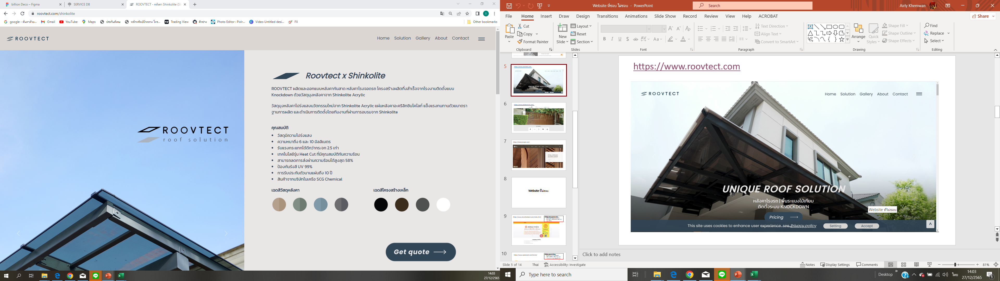 billion Deco – Figma
SERVICE DB
ROOVTECT - หลังคา Shinkolite (SH
roovtect.com/shinkolite
google - ค้นหาด้วย...
Gmail
YouTube
Maps
ประกันสังคม
หลักทรัพย์บัวหลวง โทร...
Trading View
ตัวช่าง
Photo Editor : Pixlr...
Video Untitled desi...
FX
Other bookmarks
ROOVTECT
Home Solution Gallery About Contact
ROOVTECT
roof solution
Roovtect x Shinkolite
ROOVTECT ผลิตและออกแบบหลังคากันสาด หลังคาโรงจอดรถ โครงสร้างผลิตกึ่งสำเร็จจากโรงงานติดตั้งแบบ
Knockdown ด้วยวัสดุมุงหลังคาจาก Shinkolite Acrylic
วัสดุมุงหลังคาโปร่งแสงนวัตกรรมใหม่จาก Shinkolite Acrylic แผ่นหลังคาอะคริลิกชินโคไลท์ แข็งแรงทนทานด้วยมาตรา
ฐานการผลิต และดำเนินการติดตั้งโดยทีมงานที่ผ่านการอบรมจาก Shinkolite
คุณสมบัติ
• วัสดุมีความโปร่งแสง
• ความหนาถึง 6 และ 10 มิลลิเมตร
• รับแรงกระแทกได้ดีกว่ากระจก 2.5 เท่า
• เทคโนโลยีรุ่น Heat Cut ที่มีคุณสมบัติกันความร้อน
• สามารถลดการส่งผ่านความร้อนได้สูงสุด 58%
• ป้องกันรังสี UV 99%
• การรับประกันตัวนานแผ่นถึง 10 ปี
• สินค้าจากบริษัทในเครือ SCG Chemical
เฉดสีวัสดุหลังคา
เฉดสีโครงสร้างเหล็ก
Get quote
14:03
27/12/2565
Website ที่ชอบ ไม่ชอบ - PowerPoint
Search
Airly Khemwan
File Home Insert Draw Design Transitions Animations Slide Show Record Review View Help ACROBAT
Share
Paste
Cut
Copy
Format Painter
Clipboard
New
Slide
Layout
Reset
Section
Slides
Font
Text Direction
Align Text
Convert to SmartArt
Paragraph
Arrange
Quick
Styles
Shape Fill
Shape Outline
Shape Effects
Drawing
Find
Replace
Select
Editing
5
6
7
8
Website ที่ไม่ชอบ
9
10
https://www.roovtect.com
ROOVTECT
Home Solution Gallery About Contact
UNIQUE ROOF SOLUTION
หลังคาโรงรถ | พื้นระแนงไม้เทียม
ติดตั้งระบบ KNOCKDOWN
Website ที่ไม่ชอบ
Pricing
This site uses cookies to enhance user experience. see Privacy policy
Setting
Accept
Click to add notes
Slide 5 of 14
Thai
Accessibility: Investigate
Notes
Display Settings
Comments
81%
Type here to search
Desktop
ไทย
14:03
27/12/2565
1